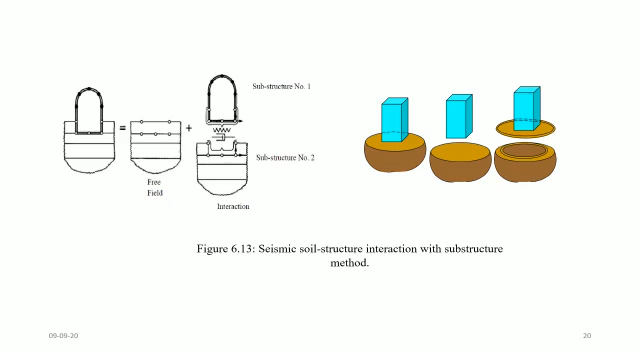 Sub-structure No. 1
=
+
Sub-structure No. 2
Free
Field
Interaction
Figure 6.13: Seismic soil-structure interaction with substructure
method.
09-09-20
20